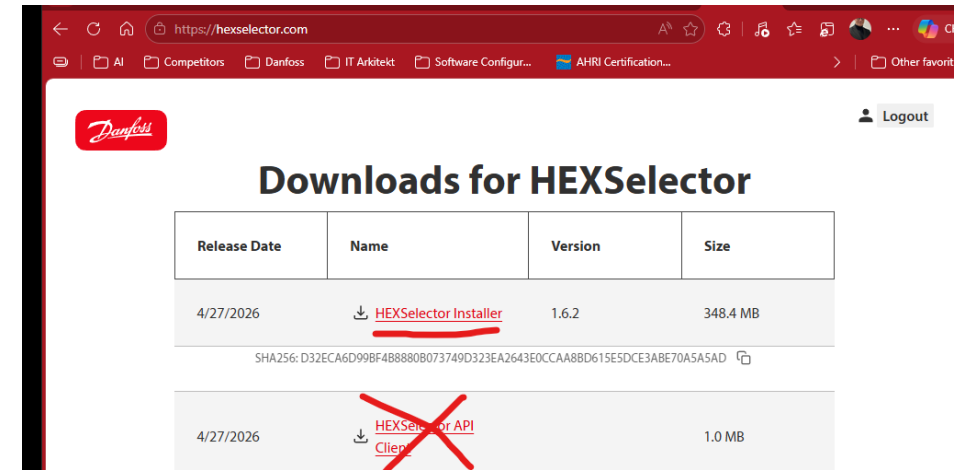 https://hexselector.com
AI Competitors Danfoss IT Arkitekt Software Configur... AHRI Certification... Other favorit
Danfoss
Logout
Downloads for HEXSelector
Release Date Name Version Size
4/27/2026 HEXSelector Installer 1.6.2 348.4 MB
SHA256: D32ECA6D99BF4B8880B073749D323EA2643E0CCAA8BD615E5DCE3ABE70A5A5AD
4/27/2026 HEXSelector API
Client
1.0 MB